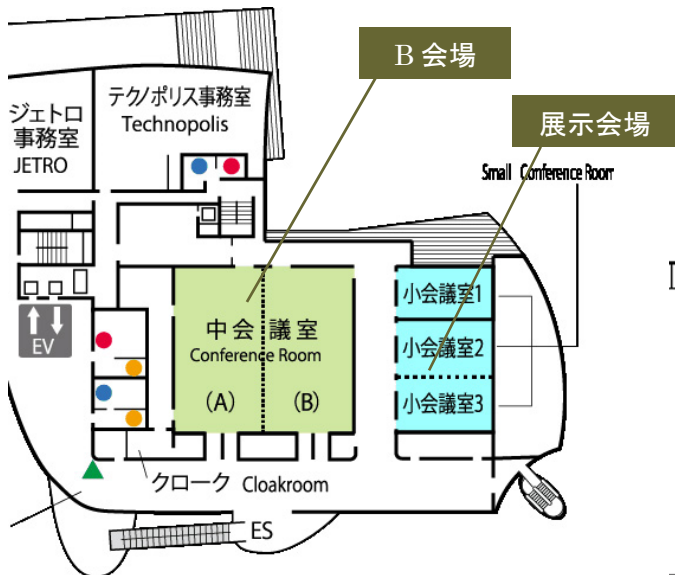 B 会場
展示会場
テクノポリス事務室
Technopolis
ジェトロ
事務室
JETRO
Small Conference Room
小会議室1
小会議室2
小会議室3
中 会 議 室
Conference Room
(A)
(B)
EV
クローク Cloakroom
ES